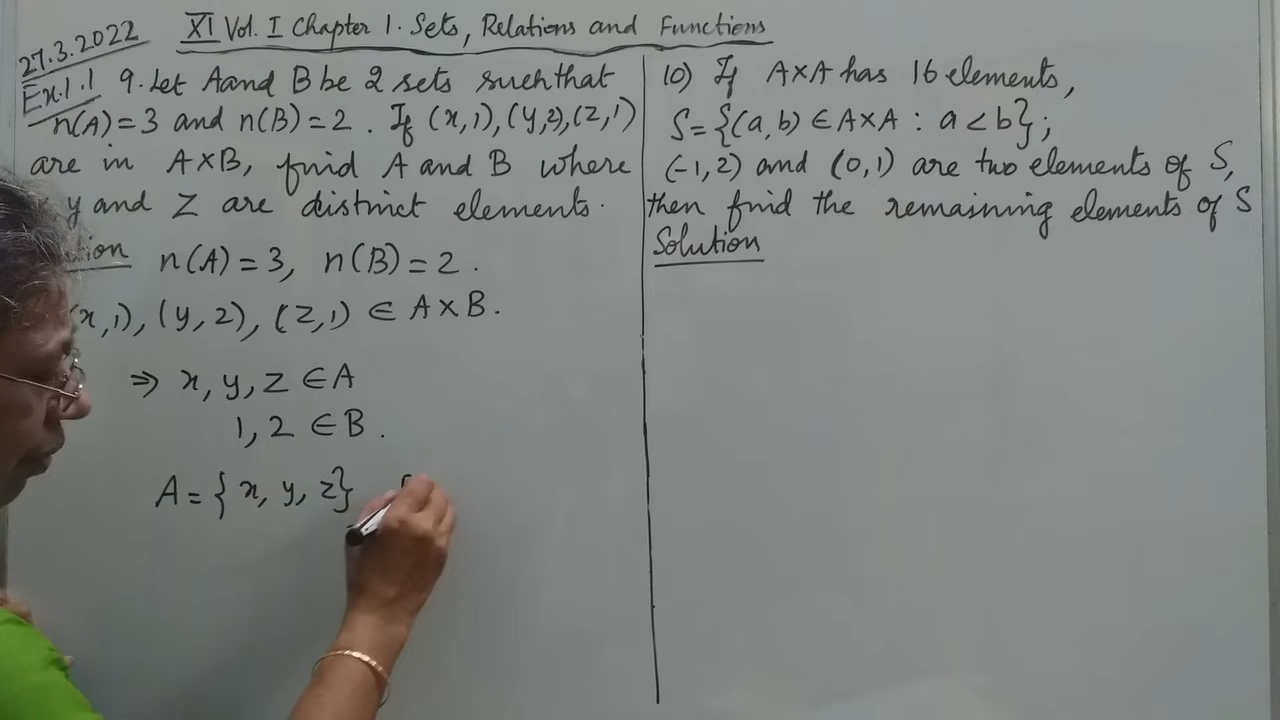 27.3.2022
XI Vol. I Chapter 1. Sets, Relations and Functions
Ex.1.1 9. Let A and B be 2 sets such that
n(A)=3 and n(B)=2. If (x,1),(y,2),(z,1)
are in A×B, find A and B where
y and z are distinct elements.
n(A)=3, n(B)=2.
x,1), (y,2), (z,1) ∈ A×B.
⇒ x, y, z ∈ A
1, 2 ∈ B.
A = { x, y, z}
10) If A×A has 16 elements,
S={(a,b) ∈ A×A : a<b};
(-1,2) and (0,1) are two elements of S,
then find the remaining elements of S
Solution